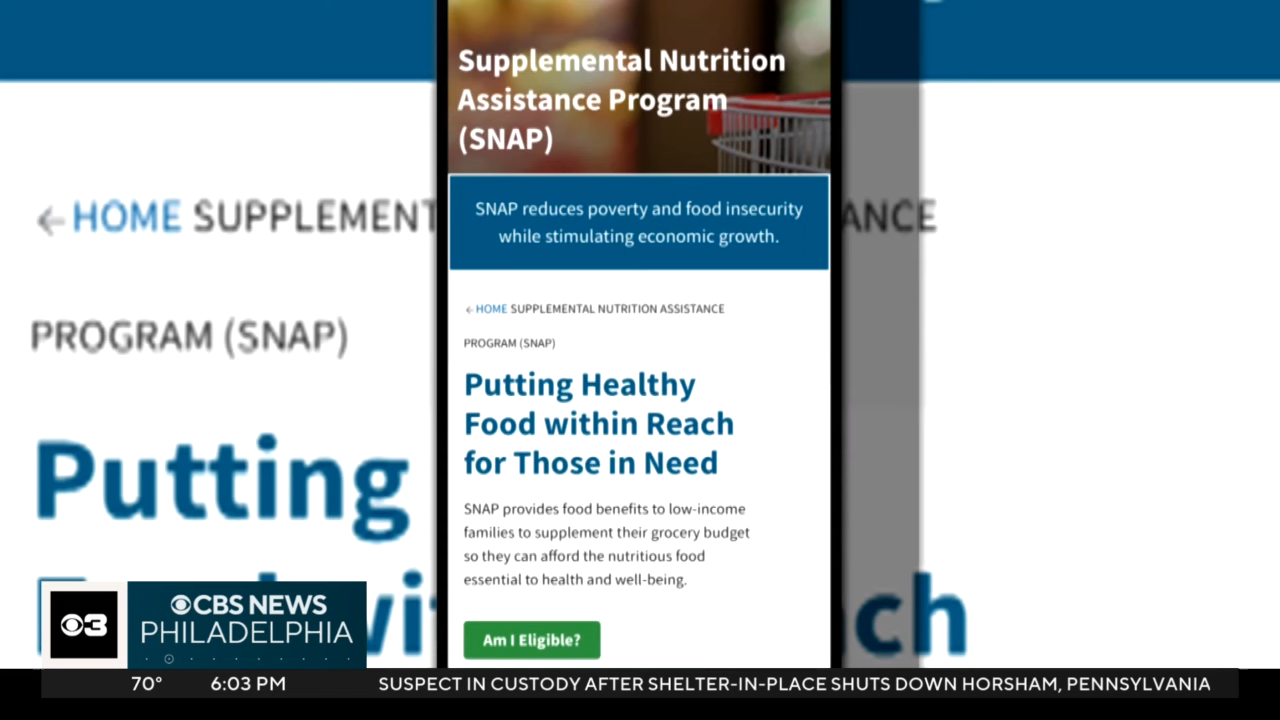 Supplemental Nutrition
Assistance Program
(SNAP)
SNAP reduces poverty and food insecurity
while stimulating economic growth.
←HOME SUPPLEMENT
ANCE
PROGRAM (SNAP)
← HOME SUPPLEMENTAL NUTRITION ASSISTANCE
PROGRAM (SNAP)
Putting Healthy
Food within Reach
for Those in Need
SNAP provides food benefits to low-income
families to supplement their grocery budget
so they can afford the nutritious food
essential to health and well-being.
Am I Eligible?
Putting
ch
3
CBS NEWS
PHILADELPHIA
70° 6:03 PM SUSPECT IN CUSTODY AFTER SHELTER-IN-PLACE SHUTS DOWN HORSHAM, PENNSYLVANIA